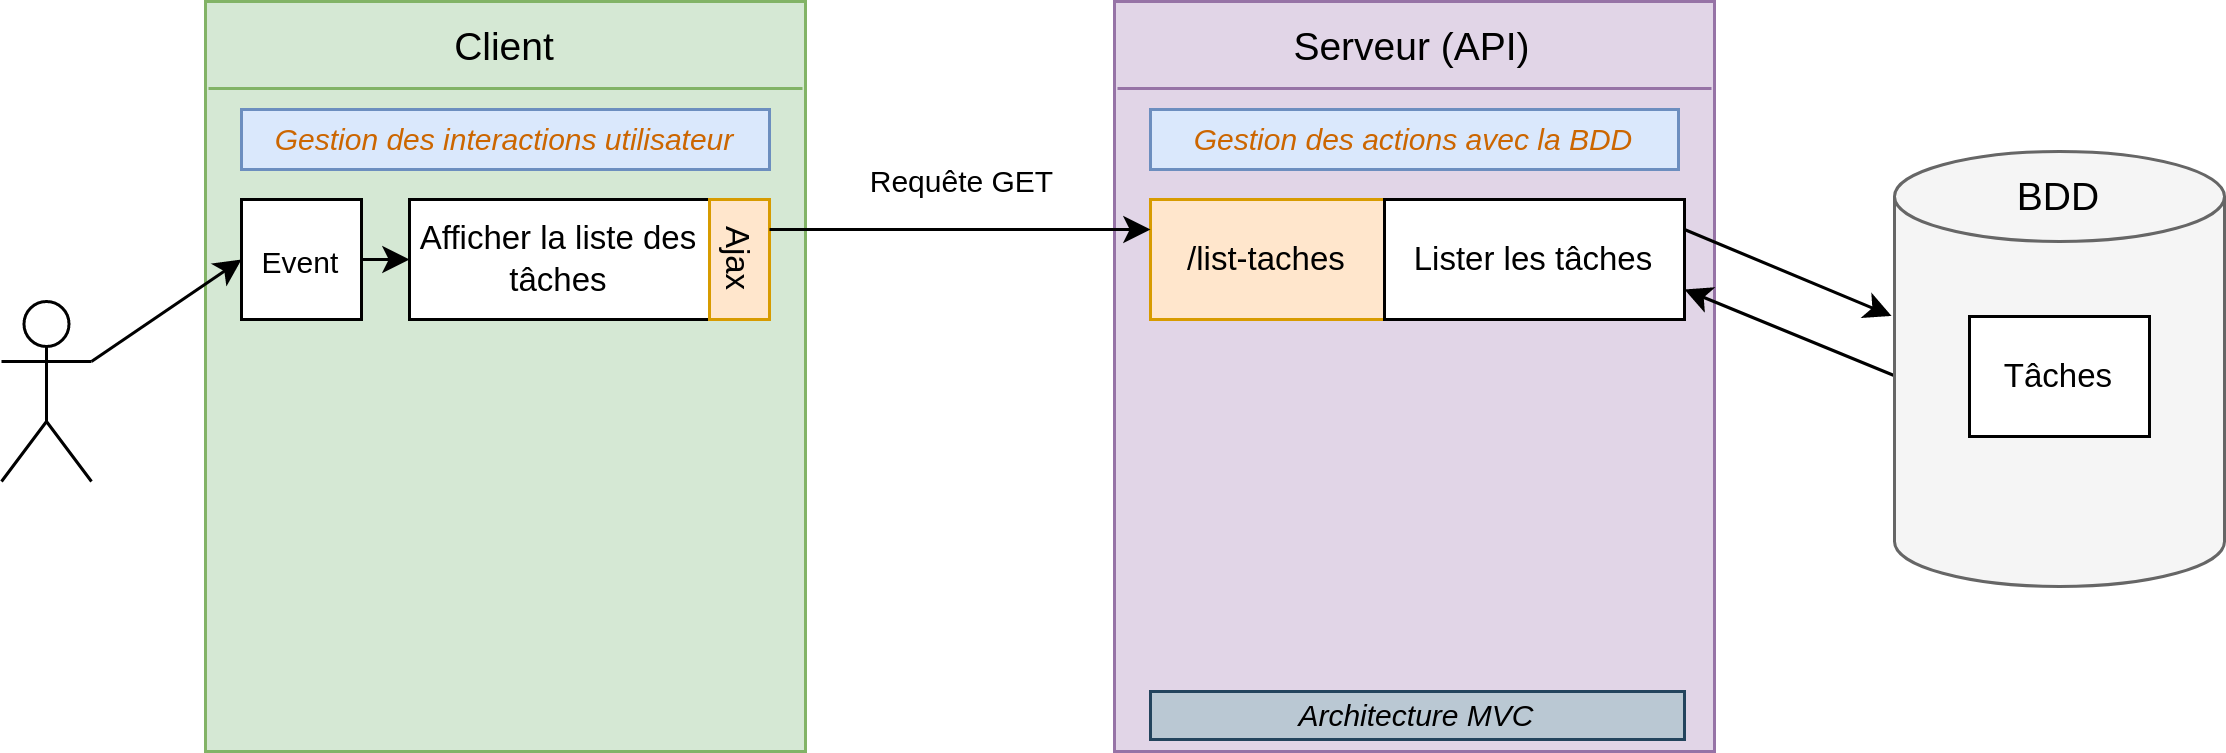 Client
Gestion des interactions utilisateur
Event
Afficher la liste des
tâches
Ajax
Requête GET
Serveur (API)
Gestion des actions avec la BDD
/list-taches
Lister les tâches
Architecture MVC
BDD
Tâches